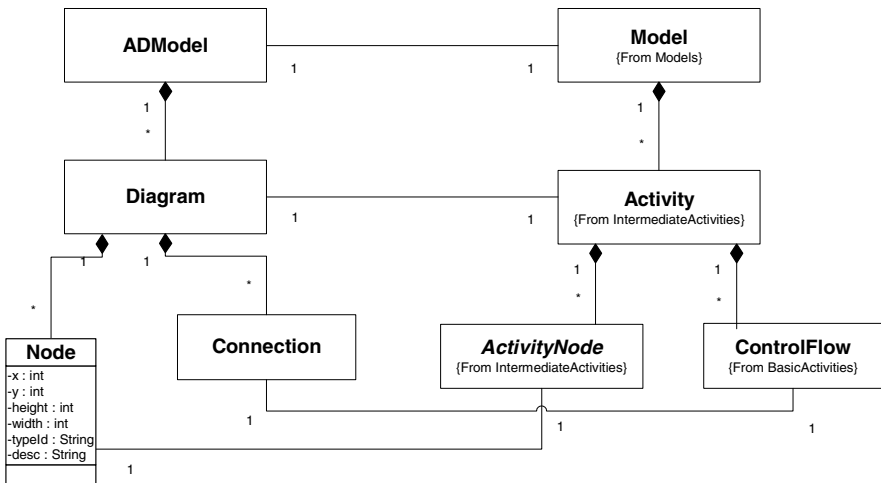 ADModel
Model
{From Models}
1
1
1
*
1
*
Diagram
Activity
{From IntermediateActivities}
1
1
1
1
1
1
*
*
*
*
Node
-x : int
-y : int
-height : int
-width : int
-typeId : String
-desc : String
Connection
ActivityNode
{From IntermediateActivities}
ControlFlow
{From BasicActivities}
1
1
1
1